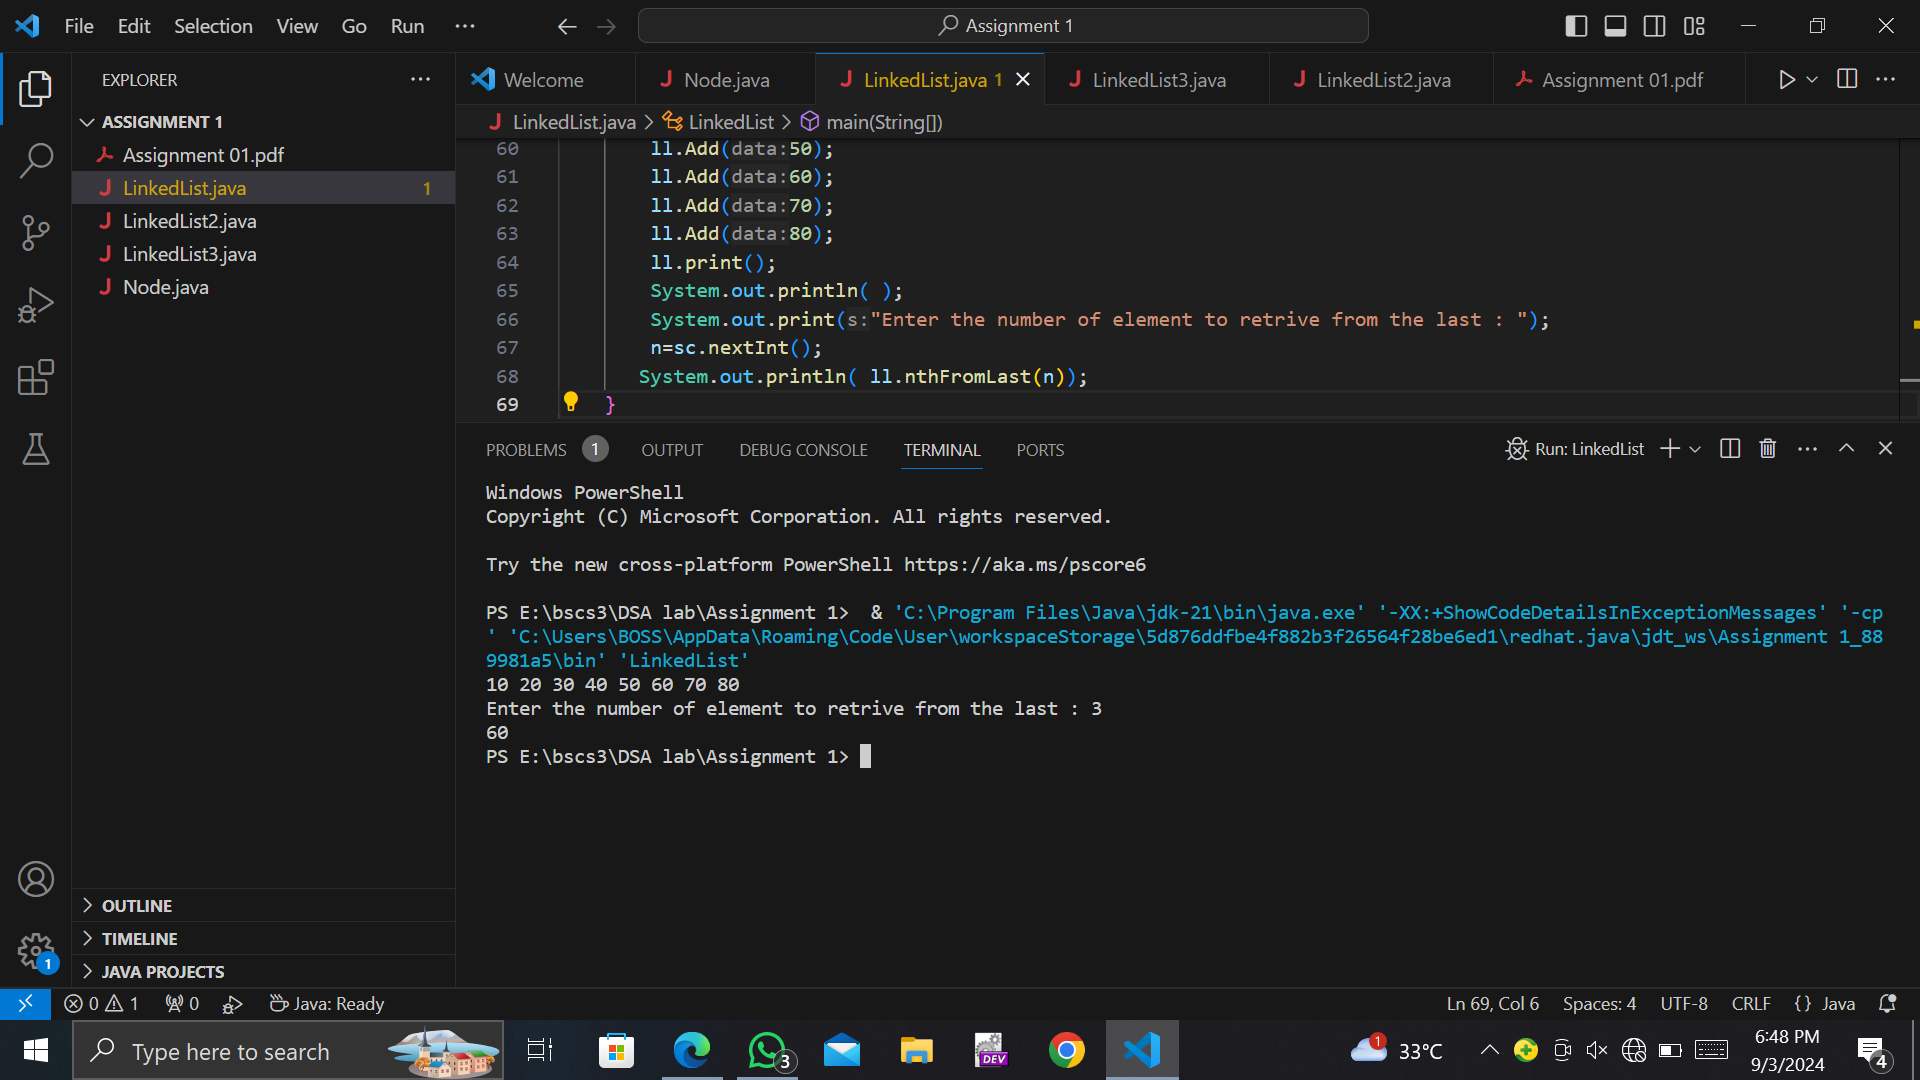 File Edit Selection View Go Run ···
Assignment 1
EXPLORER
Welcome
Node.java
LinkedList.java 1
LinkedList3.java
LinkedList2.java
Assignment 01.pdf
ASSIGNMENT 1
Assignment 01.pdf
LinkedList.java 1
LinkedList2.java
LinkedList3.java
Node.java
LinkedList.java > LinkedList > main(String[])
60 ll.Add(data:50);
61 ll.Add(data:60);
62 ll.Add(data:70);
63 ll.Add(data:80);
64 ll.print();
65 System.out.println( );
66 System.out.print(s:"Enter the number of element to retrive from the last : ");
67 n=sc.nextInt();
68 System.out.println( ll.nthFromLast(n));
69 }
PROBLEMS 1 OUTPUT DEBUG CONSOLE TERMINAL PORTS
Run: LinkedList
Windows PowerShell
Copyright (C) Microsoft Corporation. All rights reserved.
Try the new cross-platform PowerShell https://aka.ms/pscore6
PS E:\bscs3\DSA lab\Assignment 1>  & 'C:\Program Files\Java\jdk-21\bin\java.exe' '-XX:+ShowCodeDetailsInExceptionMessages' '-cp
' 'C:\Users\BOSS\AppData\Roaming\Code\User\workspaceStorage\5d876ddfbe4f882b3f26564f28be6ed1\redhat.java\jdt_ws\Assignment 1_88
9981a5\bin' 'LinkedList'
10 20 30 40 50 60 70 80
Enter the number of element to retrive from the last : 3
60
PS E:\bscs3\DSA lab\Assignment 1>
OUTLINE
TIMELINE
JAVA PROJECTS
1
0 1 0 Java: Ready
Ln 69, Col 6 Spaces: 4 UTF-8 CRLF {} Java
Type here to search
3
DEV
1
33°C
6:48 PM
9/3/2024
4